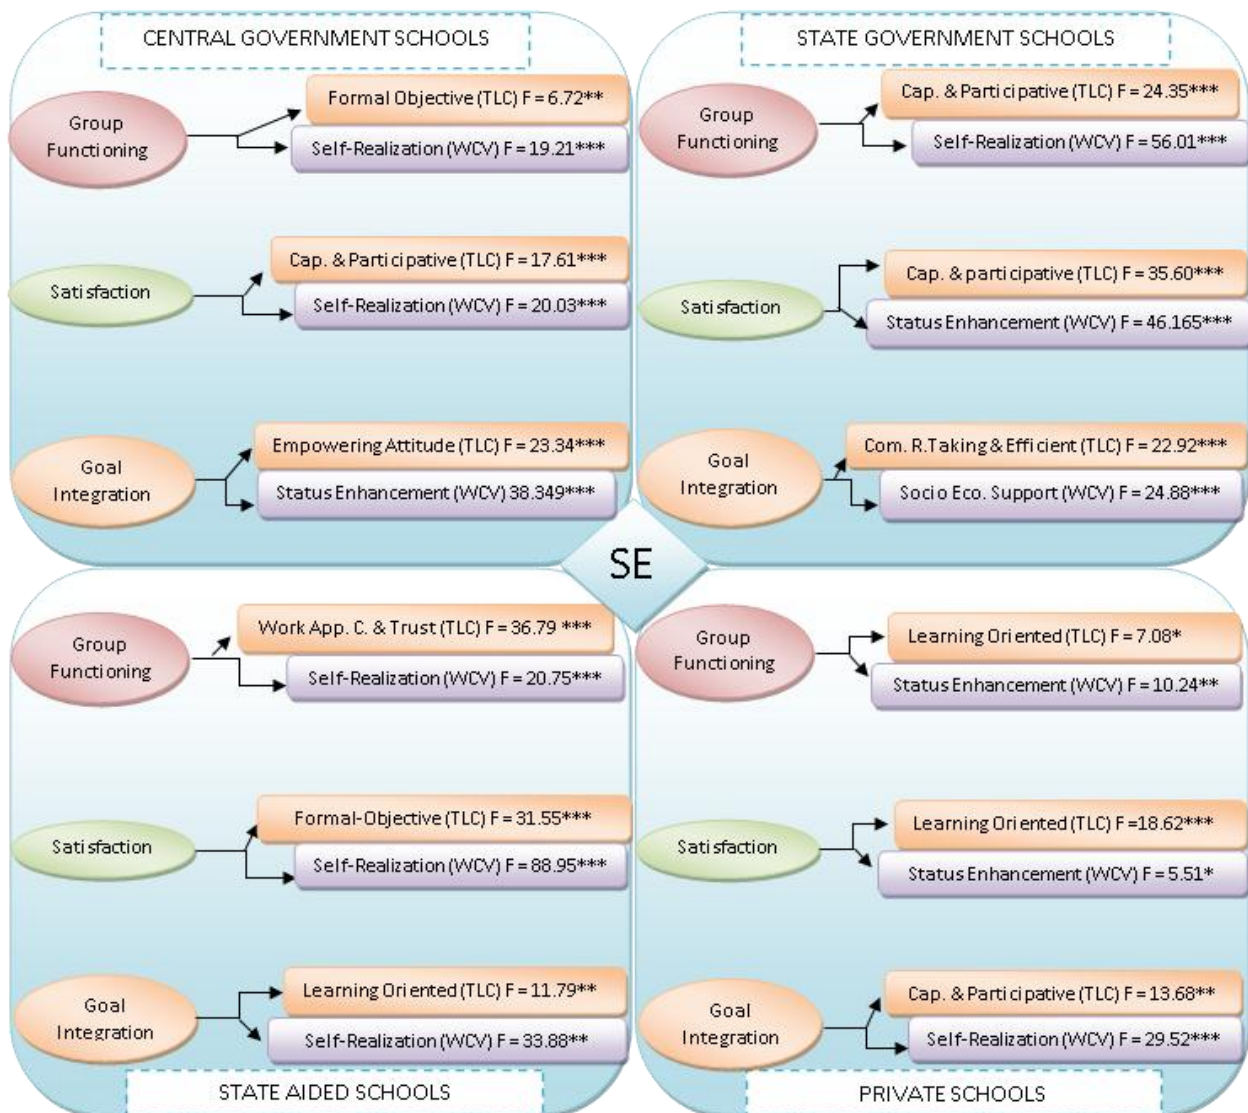 CENTRAL GOVERNMENT SCHOOLS
Group
Functioning
Formal Objective (TLC) F = 6.72**
Self-Realization (WCV) F = 19.21***
Satisfaction
Cap. & Participative (TLC) F = 17.61***
Self-Realization (WCV) F = 20.03***
Goal
Integration
Empowering Attitude (TLC) F = 23.34***
Status Enhancement (WCV) 38.349***
STATE GOVERNMENT SCHOOLS
Group
Functioning
Cap. & Participative (TLC) F = 24.35***
Self-Realization (WCV) F = 56.01***
Satisfaction
Cap. & participative (TLC) F = 35.60***
Status Enhancement (WCV) F = 46.165***
Goal
Integration
Com. R.Taking & Efficient (TLC) F = 22.92***
Socio Eco. Support (WCV) F = 24.88***
SE
Group
Functioning
Work App. C. & Trust (TLC) F = 36.79 ***
Self-Realization (WCV) F = 20.75***
Satisfaction
Formal-Objective (TLC) F = 31.55***
Self-Realization (WCV) F = 88.95***
Goal
Integration
Learning Oriented (TLC) F = 11.79**
Self-Realization (WCV) F = 33.88**
STATE AIDED SCHOOLS
Group
Functioning
Learning Oriented (TLC) F = 7.08*
Status Enhancement (WCV) F = 10.24**
Satisfaction
Learning Oriented (TLC) F =18.62***
Status Enhancement (WCV) F = 5.51*
Goal
Integration
Cap. & Participative (TLC) F = 13.68**
Self-Realization (WCV) F = 29.52***
PRIVATE SCHOOLS